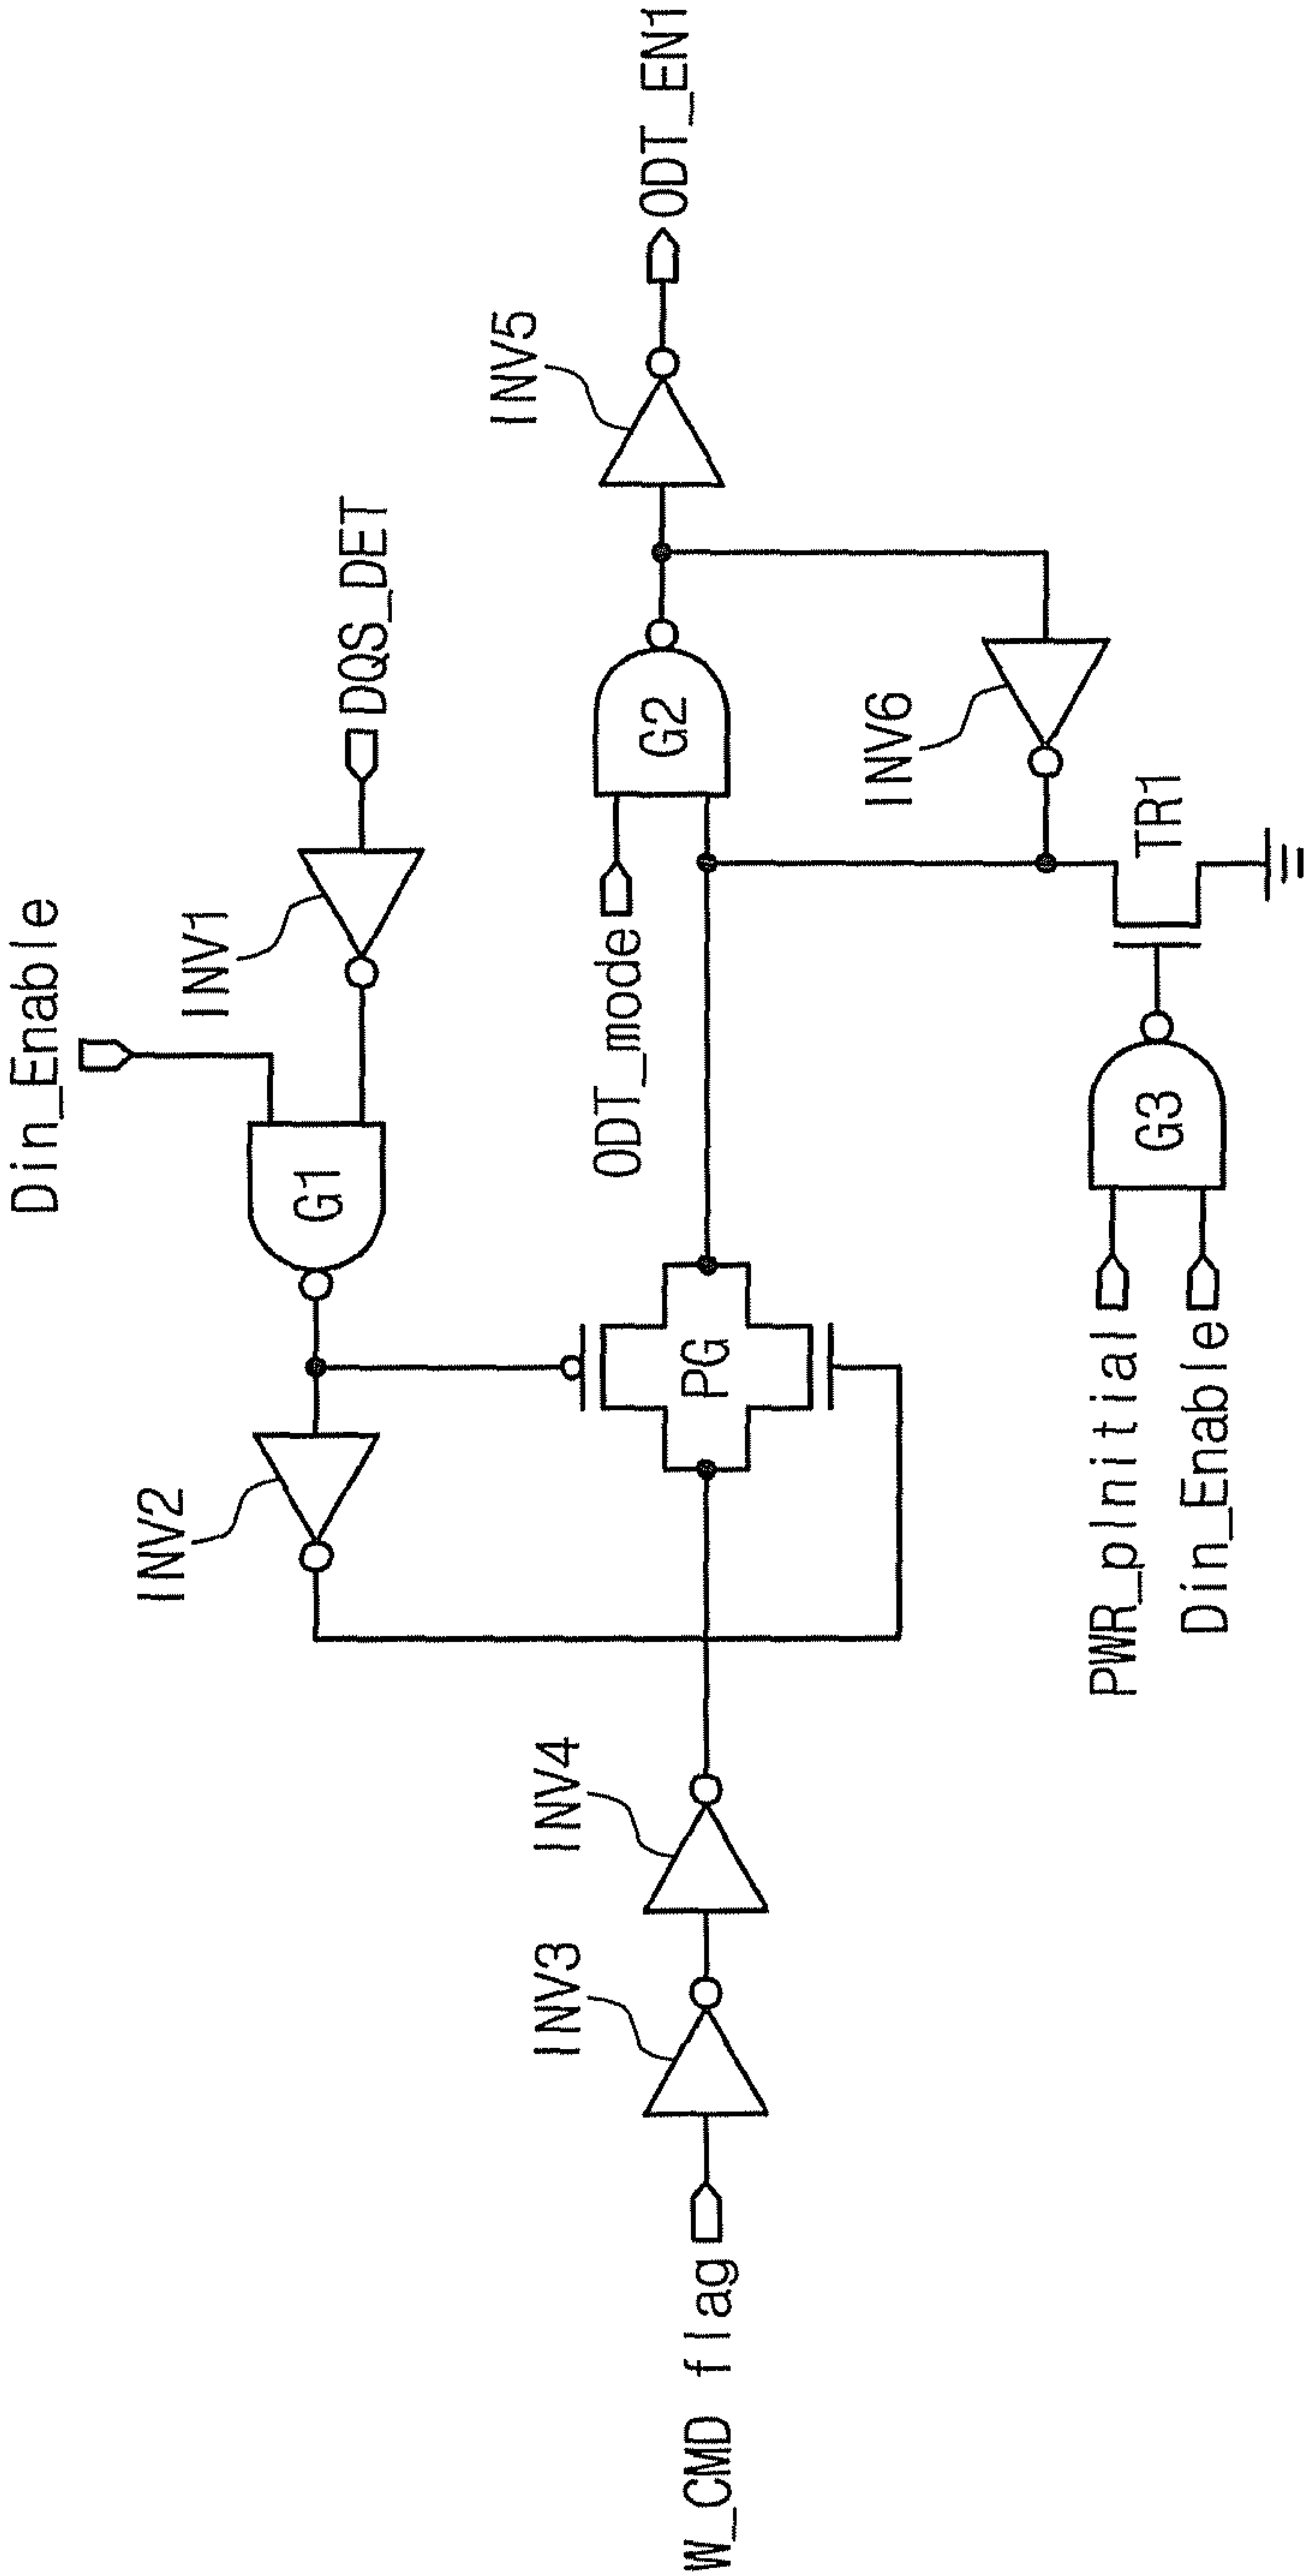 Din_Enable
INV1
DQS_DET
G1
INV2
INV5
ODT_EN1
ODT_mode
G2
INV3
INV4
PG
W_CMD flag
INV6
TR1
PWR_pInitial
Din_Enable
G3